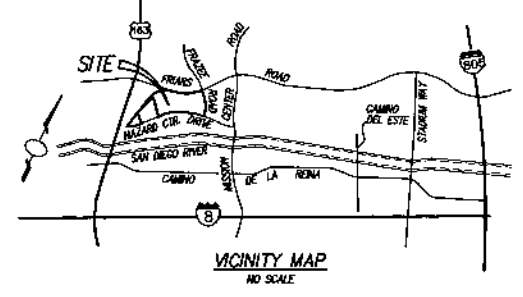 163
SITE
FRIARS
ROAD
FRAZEE
ROAD
ROAD
CENTER
MISSION
HAZARD CTR. DRIVE
SAN DIEGO RIVER
CAMINO
DE LA REINA
CAMINO
DEL ESTE
STADIUM WAY
805
8
VICINITY MAP
NO SCALE